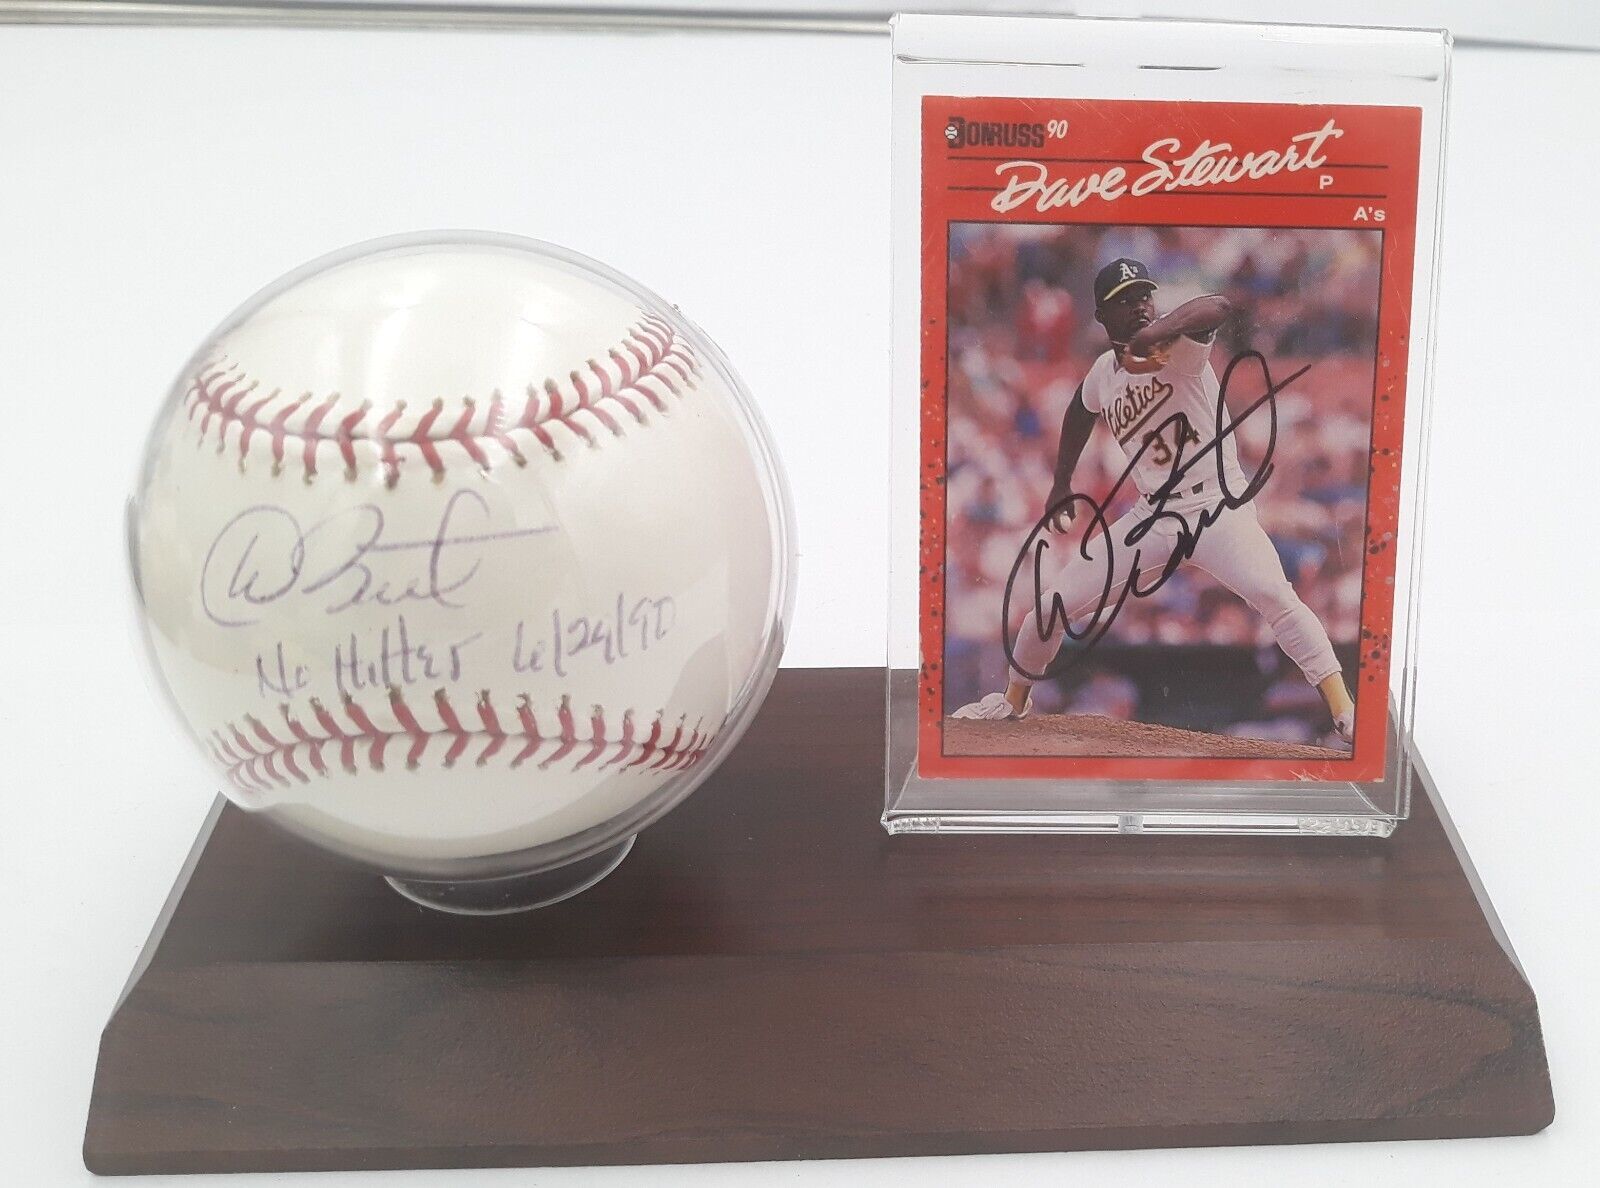 No Hitter 6/29/90
DONRUSS 90
Dave Stewart
P
A's
A's
Athletics
34